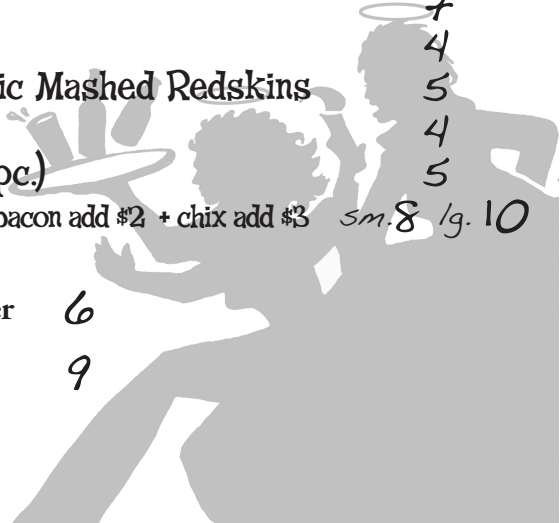 4
ic Mashed Redskins 5
4
pc.) 5
bacon add $2 + chix add $3 sm. 8 lg. 10
er 6
9